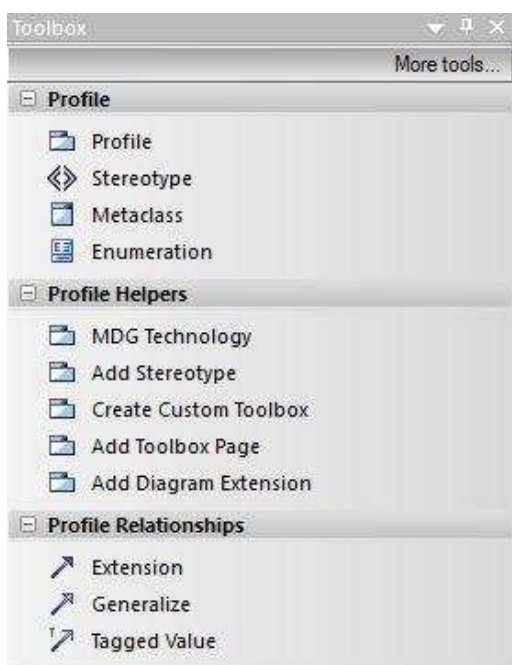 Toolbox
More tools...
Profile
Profile
Stereotype
Metaclass
Enumeration
Profile Helpers
MDG Technology
Add Stereotype
Create Custom Toolbox
Add Toolbox Page
Add Diagram Extension
Profile Relationships
Extension
Generalize
Tagged Value